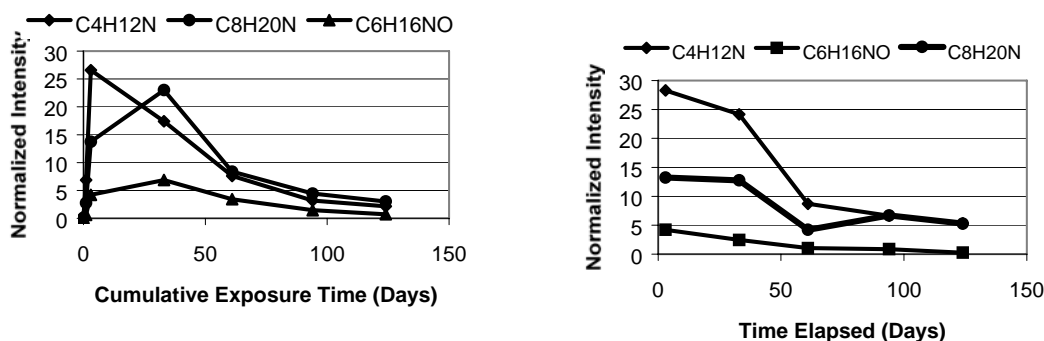 C4H12N C8H20N C6H16NO
Normalized Intensity
30
25
20
15
10
5
0
0 50 100 150
Cumulative Exposure Time (Days)
C4H12N C6H16NO C8H20N
Normalized Intensity
30
25
20
15
10
5
0
0 50 100 150
Time Elapsed (Days)